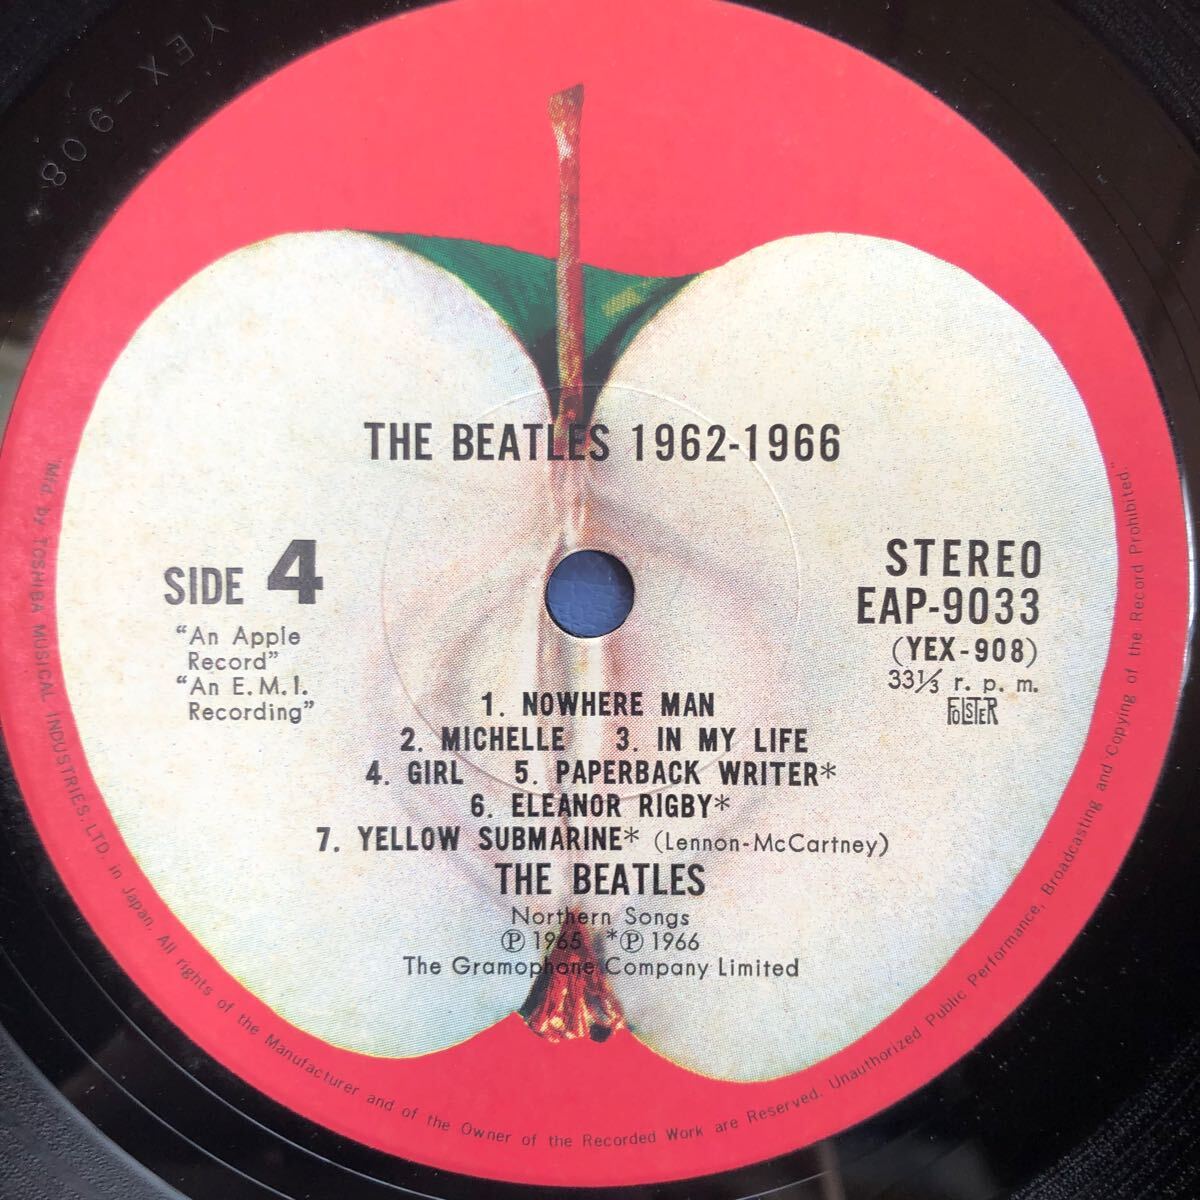 YEX-908
THE BEATLES 1962-1966
SIDE 4
"An Apple
Record"
"An E.M.I.
Recording"
STEREO
EAP-9033
(YEX-908)
33⅓ r. p. m.
FOLSTER
1. NOWHERE MAN
2. MICHELLE 3. IN MY LIFE
4. GIRL 5. PAPERBACK WRITER*
6. ELEANOR RIGBY*
7. YELLOW SUBMARINE* (Lennon-McCartney)
THE BEATLES
Northern Songs
℗ 1965 *℗ 1966
The Gramophone Company Limited
"Mfd. by TOSHIBA MUSICAL INDUSTRIES, LTD. in Japan. All rights of the Manufacturer and of the Owner of the Recorded Work are Reserved. Unauthorized Public Performance, Broadcasting and Copying of the Record Prohibited."